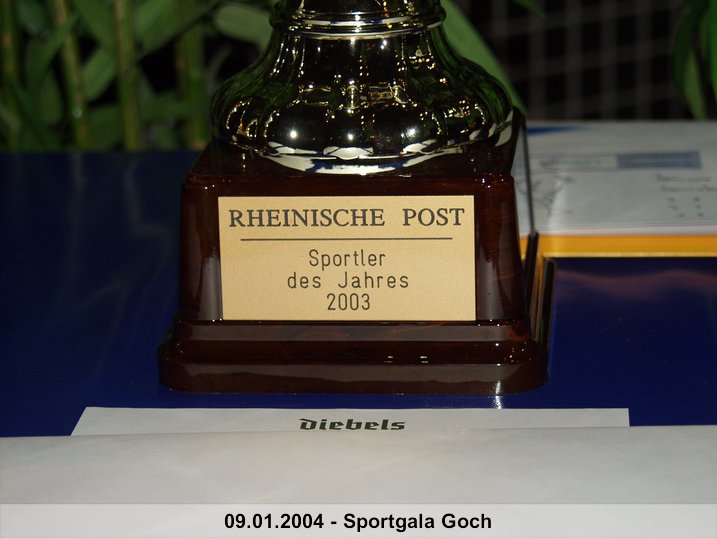 RHEINISCHE POST
Sportler
des Jahres
2003
Diebels
09.01.2004 - Sportgala Goch